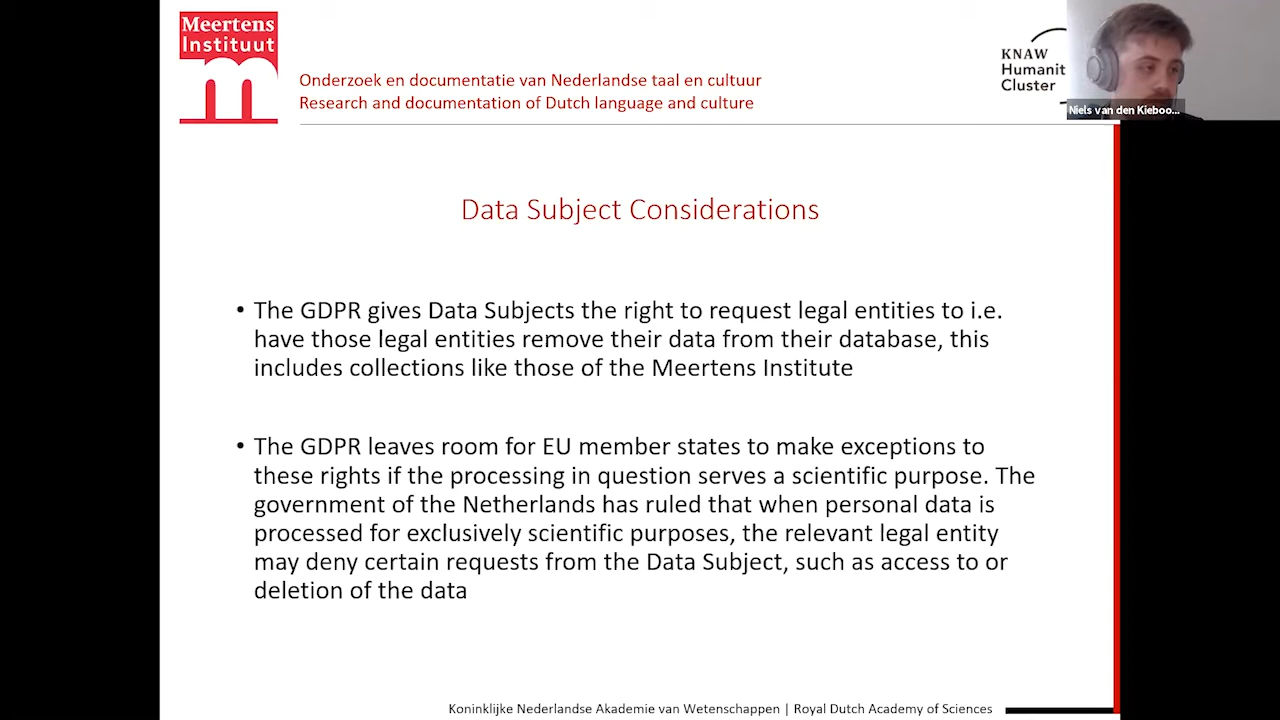 Meertens
Instituut
Onderzoek en documentatie van Nederlandse taal en cultuur
Research and documentation of Dutch language and culture
KNAW
Humanit
Cluster
Niels van den Kieboo...
Data Subject Considerations
• The GDPR gives Data Subjects the right to request legal entities to i.e.
have those legal entities remove their data from their database, this
includes collections like those of the Meertens Institute
• The GDPR leaves room for EU member states to make exceptions to
these rights if the processing in question serves a scientific purpose. The
government of the Netherlands has ruled that when personal data is
processed for exclusively scientific purposes, the relevant legal entity
may deny certain requests from the Data Subject, such as access to or
deletion of the data
Koninklijke Nederlandse Akademie van Wetenschappen | Royal Dutch Academy of Sciences